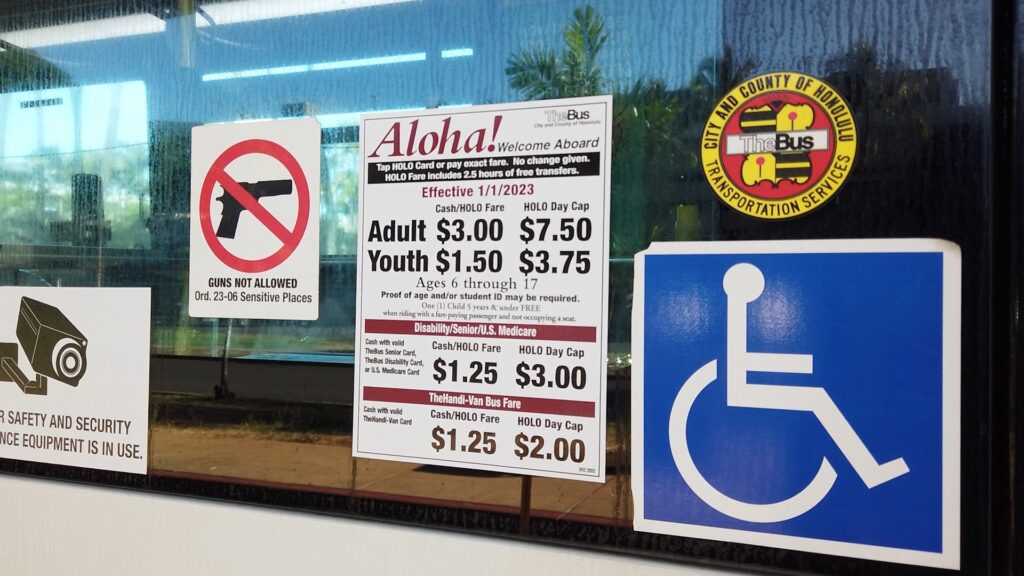 GUNS NOT ALLOWED
Ord. 23-06 Sensitive Places
R SAFETY AND SECURITY
NCE EQUIPMENT IS IN USE.
Aloha! Welcome Aboard
TheBus
City and County of Honolulu
Tap HOLO Card or pay exact fare. No change given.
HOLO Fare includes 2.5 hours of free transfers.
Effective 1/1/2023
Cash/HOLO Fare HOLO Day Cap
Adult $3.00 $7.50
Youth $1.50 $3.75
Ages 6 through 17
Proof of age and/or student ID may be required.
One (1) Child 5 years & under FREE
when riding with a fare-paying passenger and not occupying a seat.
Disability/Senior/U.S. Medicare
Cash with valid
TheBus Senior Card,
TheBus Disability Card,
or U.S. Medicare Card
Cash/HOLO Fare HOLO Day Cap
$1.25 $3.00
TheHandi-Van Bus Fare
Cash with valid
TheHandi-Van Card
Cash/HOLO Fare HOLO Day Cap
$1.25 $2.00
DEC 2022
CITY AND COUNTY OF HONOLULU
TheBus
TRANSPORTATION SERVICES